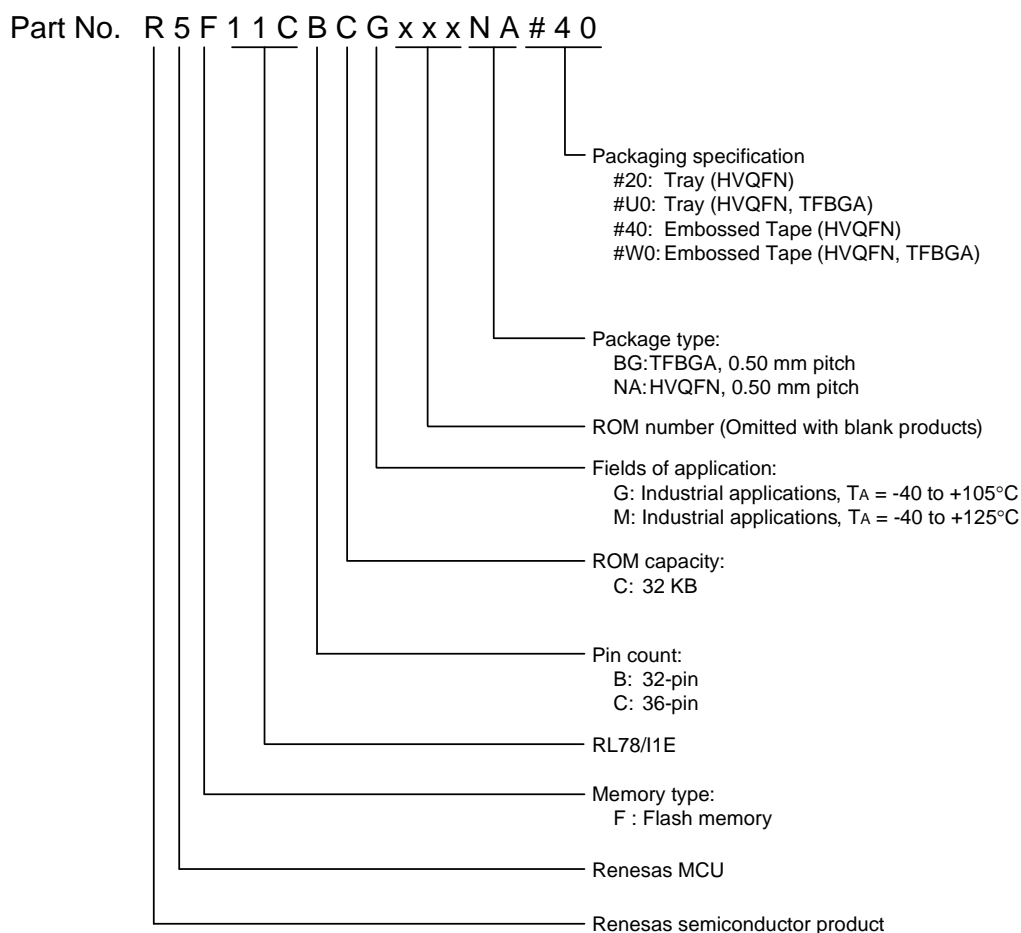 Part No. R 5 F 1 1 C B C G x x x N A # 4 0
Packaging specification
#20: Tray (HVQFN)
#U0: Tray (HVQFN, TFBGA)
#40: Embossed Tape (HVQFN)
#W0: Embossed Tape (HVQFN, TFBGA)
Package type:
BG: TFBGA, 0.50 mm pitch
NA: HVQFN, 0.50 mm pitch
ROM number (Omitted with blank products)
Fields of application:
G: Industrial applications, TA = -40 to +105°C
M: Industrial applications, TA = -40 to +125°C
ROM capacity:
C: 32 KB
Pin count:
B: 32-pin
C: 36-pin
RL78/I1E
Memory type:
F : Flash memory
Renesas MCU
Renesas semiconductor product